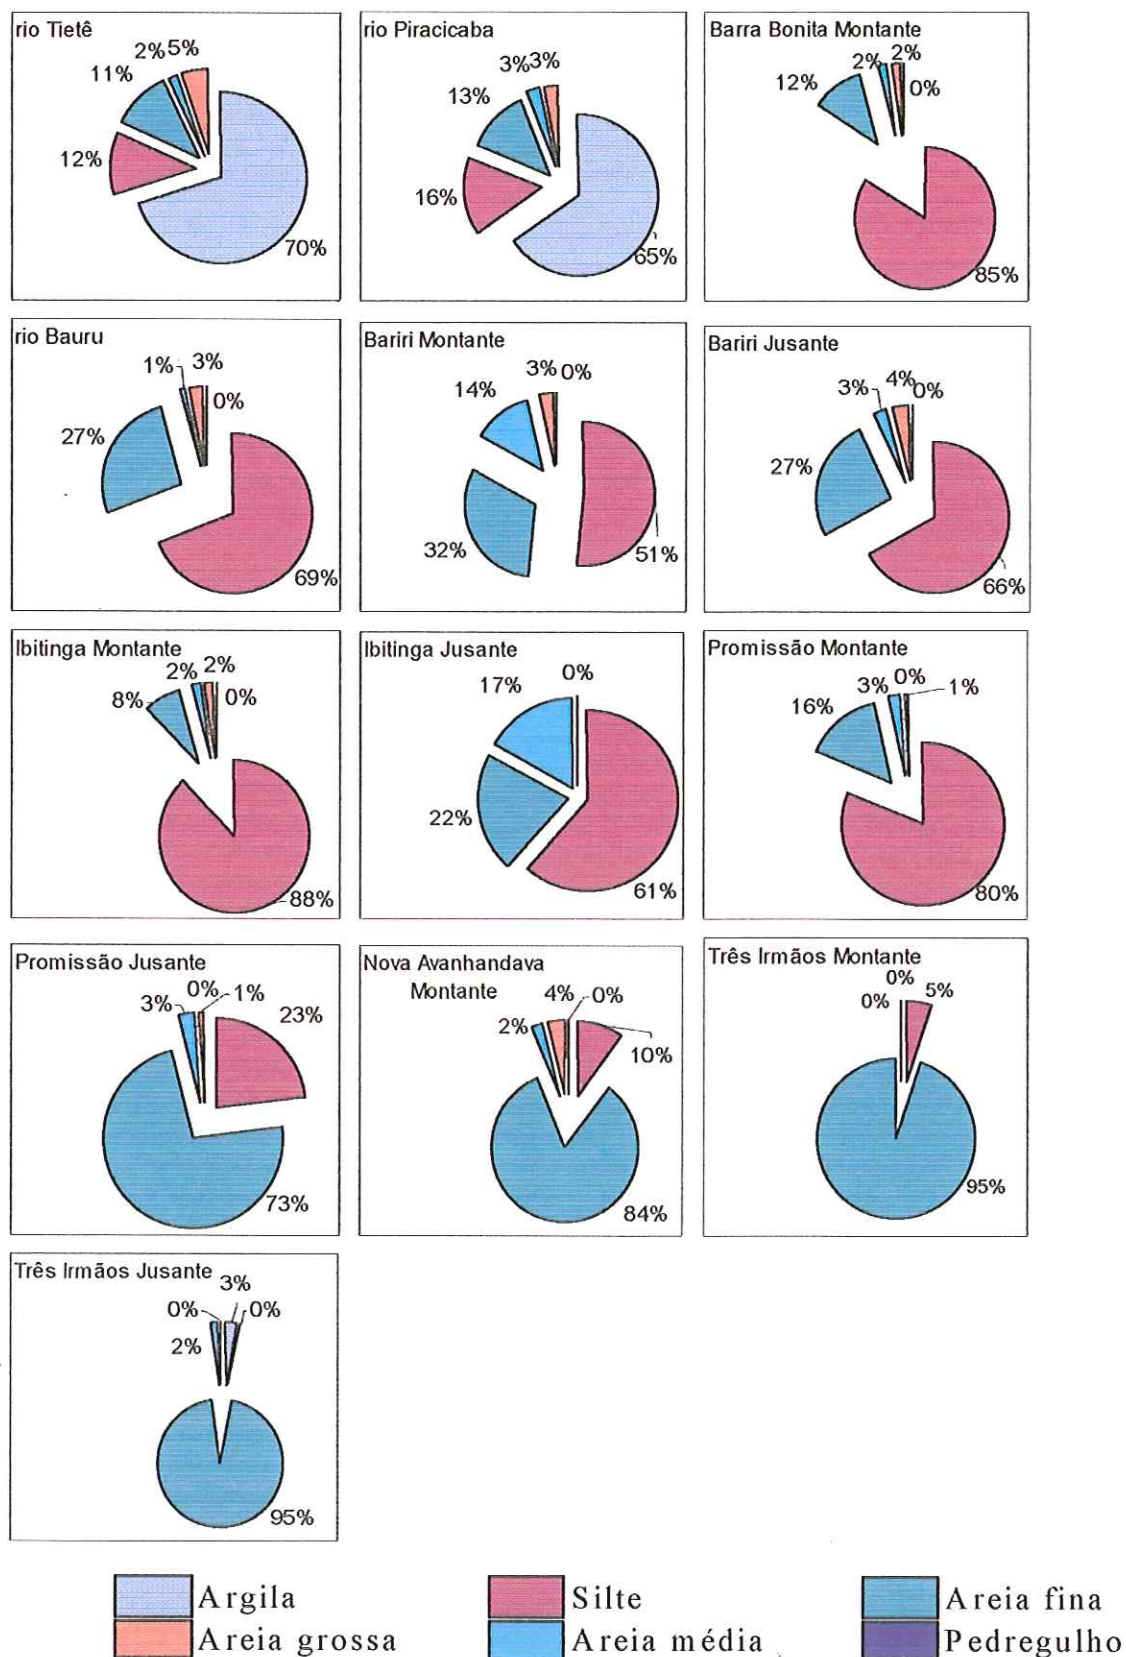 rio Tietê
2% 5%
11%
12%
70%
rio Piracicaba
3% 3%
13%
16%
65%
Barra Bonita Montante
2% 2%
12% 0%
85%
rio Bauru
1% 3%
0%
27%
69%
Bariri Montante
3% 0%
14%
32% 51%
Bariri Jusante
3% 4% 0%
27%
66%
Ibitinga Montante
2% 2%
8% 0%
88%
Ibitinga Jusante
17% 0%
22%
61%
Promissão Montante
3% 0% 1%
16%
80%
Promissão Jusante
3% 0% 1%
23%
73%
Nova Avanhandava
Montante
2% 4% 0%
10%
84%
Três Irmãos Montante
0%
0% 5%
95%
Três Irmãos Jusante
3%
0% 0%
2%
95%
Argila Silte Areia fina
Areia grossa Areia média Pedregulho